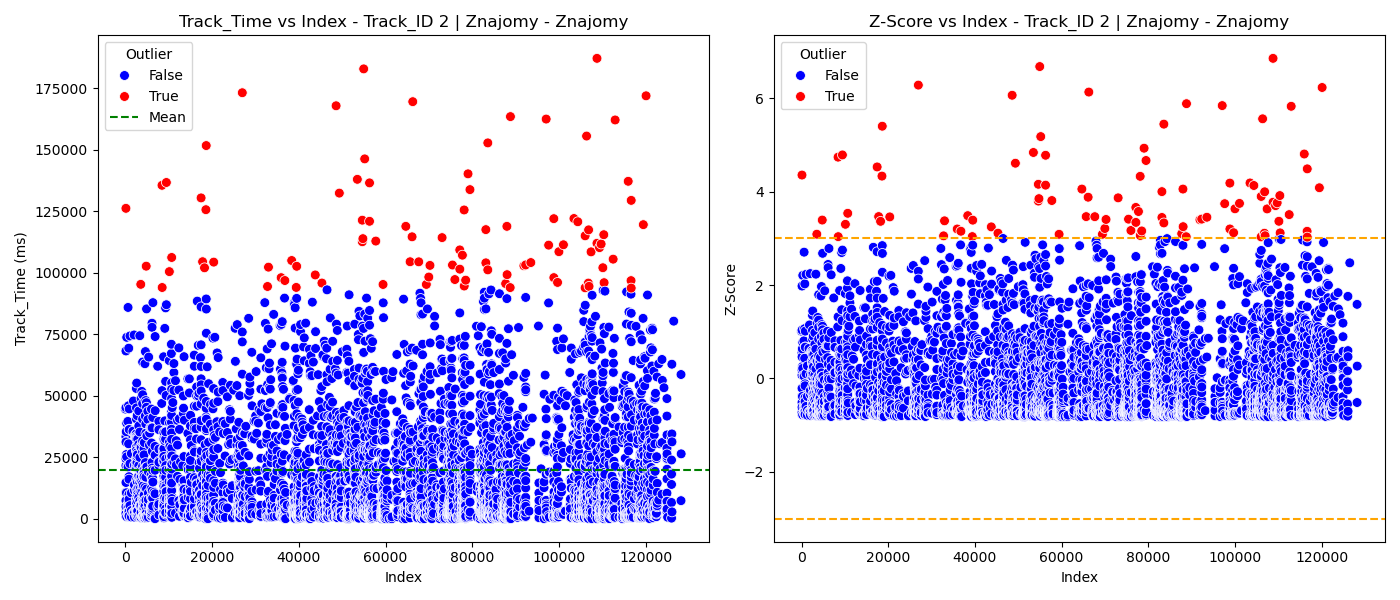 Track_Time vs Index - Track_ID 2 | Znajomy - Znajomy
Outlier
False
True
Mean
175000
150000
125000
100000
75000
50000
25000
0
Track_Time (ms)
0
20000
40000
60000
80000
100000
120000
Index
Z-Score vs Index - Track_ID 2 | Znajomy - Znajomy
Outlier
False
True
6
4
2
0
−2
Z-Score
0
20000
40000
60000
80000
100000
120000
Index